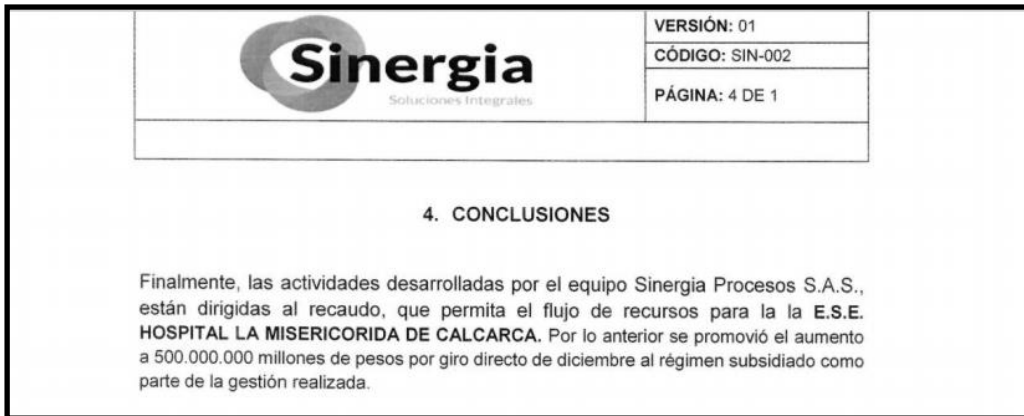 Sinergia
Soluciones Integrales
VERSIÓN: 01
CÓDIGO: SIN-002
PÁGINA: 4 DE 1
4. CONCLUSIONES
Finalmente, las actividades desarrolladas por el equipo Sinergia Procesos S.A.S.,
están dirigidas al recaudo, que permita el flujo de recursos para la la E.S.E.
HOSPITAL LA MISERICORIDA DE CALCARCA. Por lo anterior se promovió el aumento
a 500.000.000 millones de pesos por giro directo de diciembre al régimen subsidiado como
parte de la gestión realizada.